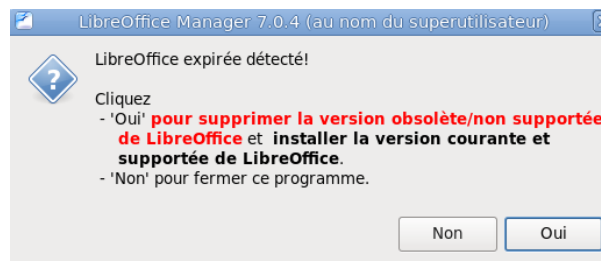 LibreOffice Manager 7.0.4 (au nom du superutilisateur)
LibreOffice expirée détecté!
Cliquez
- 'Oui' pour supprimer la version obsolète/non supportée
de LibreOffice et installer la version courante et
supportée de LibreOffice.
- 'Non' pour fermer ce programme.
Non Oui